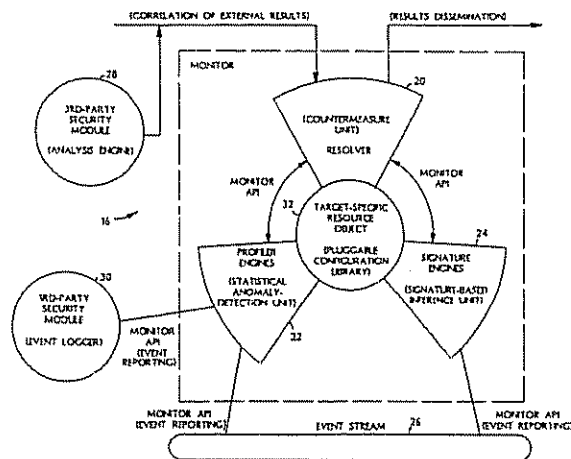 (CORRELATION OF EXTERNAL RESULTS)
(RESULTS DISSEMINATION)
MONITOR
28
3RD-PARTY
SECURITY
MODULE
(ANALYSIS ENGINE)
20
(COUNTERMEASURE
UNIT)
RESOLVER
MONITOR
API
MONITOR
API
16
32
TARGET-SPECIFIC
RESOURCE
OBJECT
(PLUGGABLE
CONFIGURATION
LIBRARY)
PROFILER
ENGINES
(STATISTICAL
ANOMALY-
DETECTION UNIT)
22
24
SIGNATURE
ENGINES
(SIGNATURE-BASED
INFERENCE UNIT)
30
3RD-PARTY
SECURITY
MODULE
(EVENT LOGGER)
MONITOR
API
(EVENT
REPORTING)
MONITOR API
(EVENT REPORTING)
EVENT STREAM
26
MONITOR API
(EVENT REPORTING)